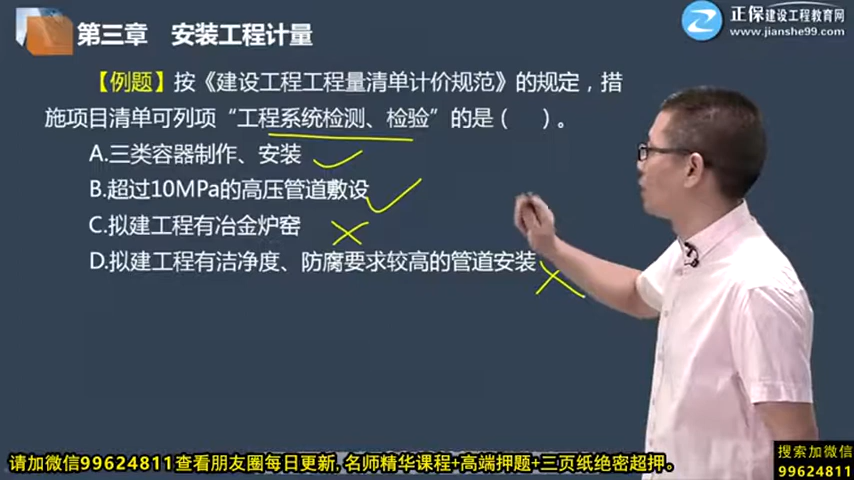 第三章 安装工程计量
正保建设工程教育网
www.jianshe99.com
【例题】按《建设工程工程量清单计价规范》的规定，措
施项目清单可列项“工程系统检测、检验”的是（ ）。
A.三类容器制作、安装
B.超过10MPa的高压管道敷设
C.拟建工程有冶金炉窑
D.拟建工程有洁净度、防腐要求较高的管道安装
请加微信99624811查看朋友圈每日更新,名师精华课程+高端押题+三页纸绝密超押。
搜索加微信
99624811